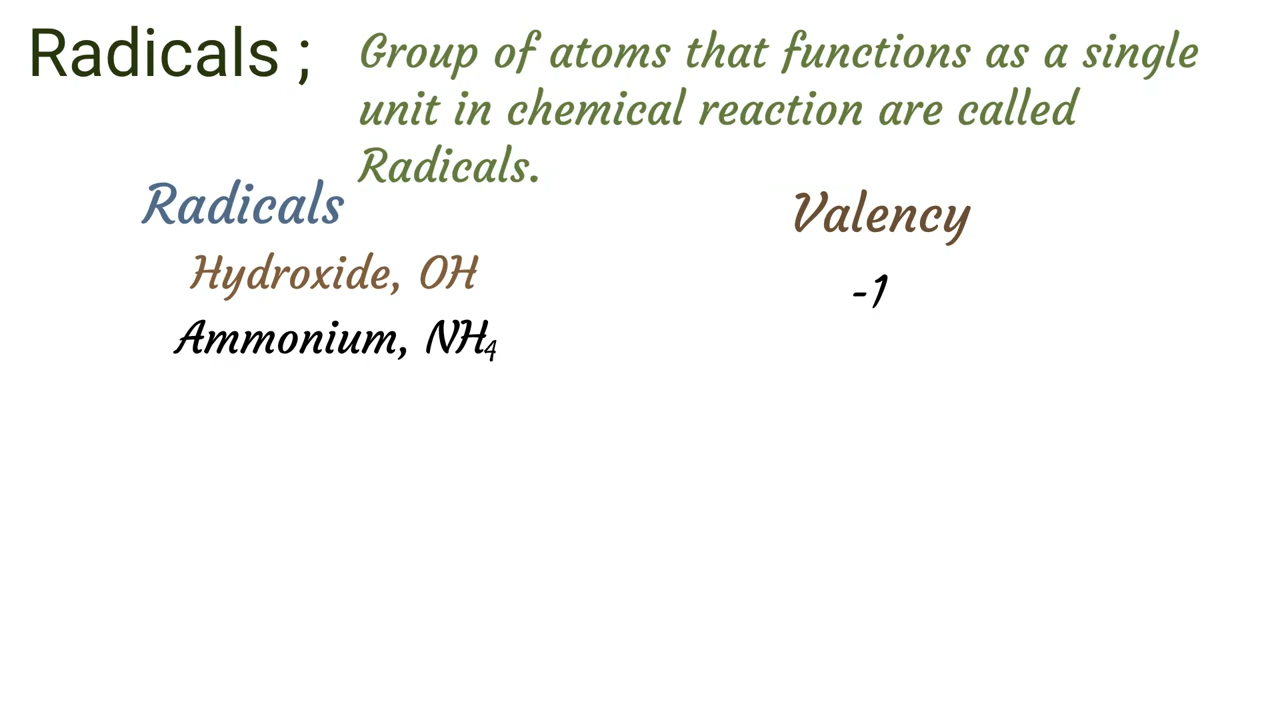 Radicals ;
Group of atoms that functions as a single
unit in chemical reaction are called
Radicals.
Radicals
Valency
Hydroxide, OH
-1
Ammonium, NH₄